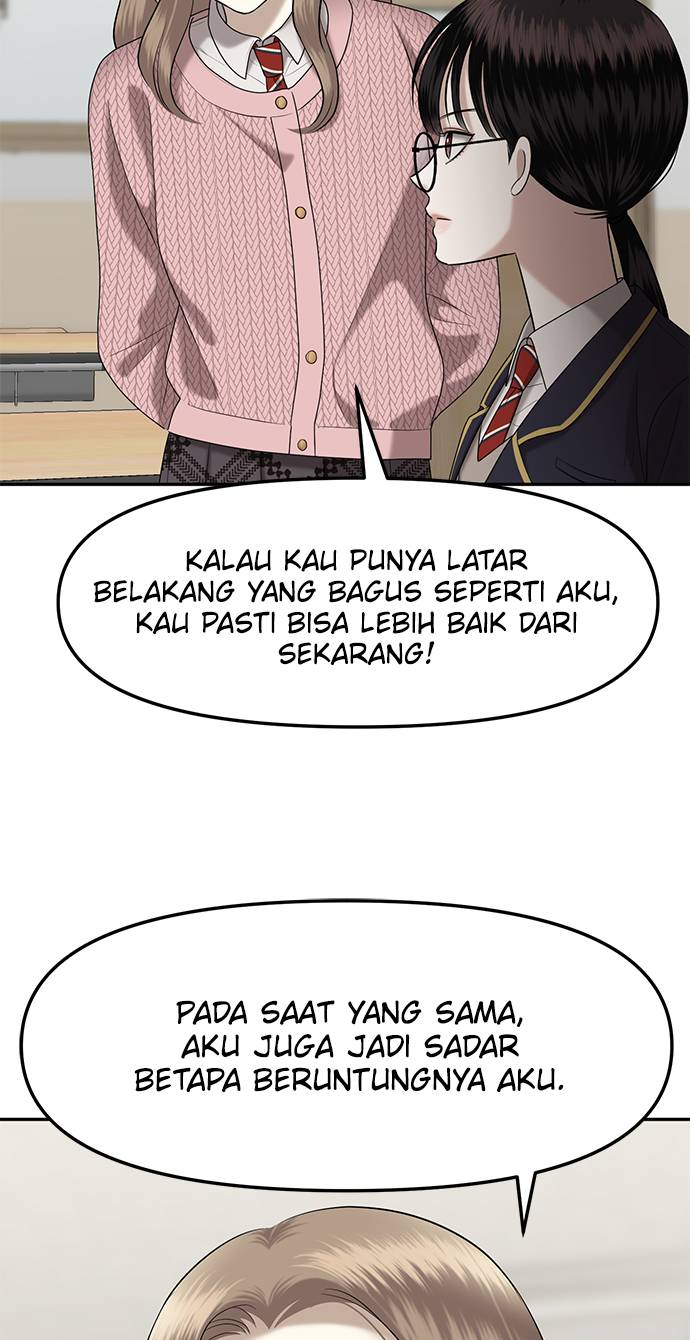 KALAU KAU PUNYA LATAR
BELAKANG YANG BAGUS SEPERTI AKU,
KAU PASTI BISA LEBIH BAIK DARI
SEKARANG!
PADA SAAT YANG SAMA,
AKU JUGA JADI SADAR
BETAPA BERUNTUNGNYA AKU.